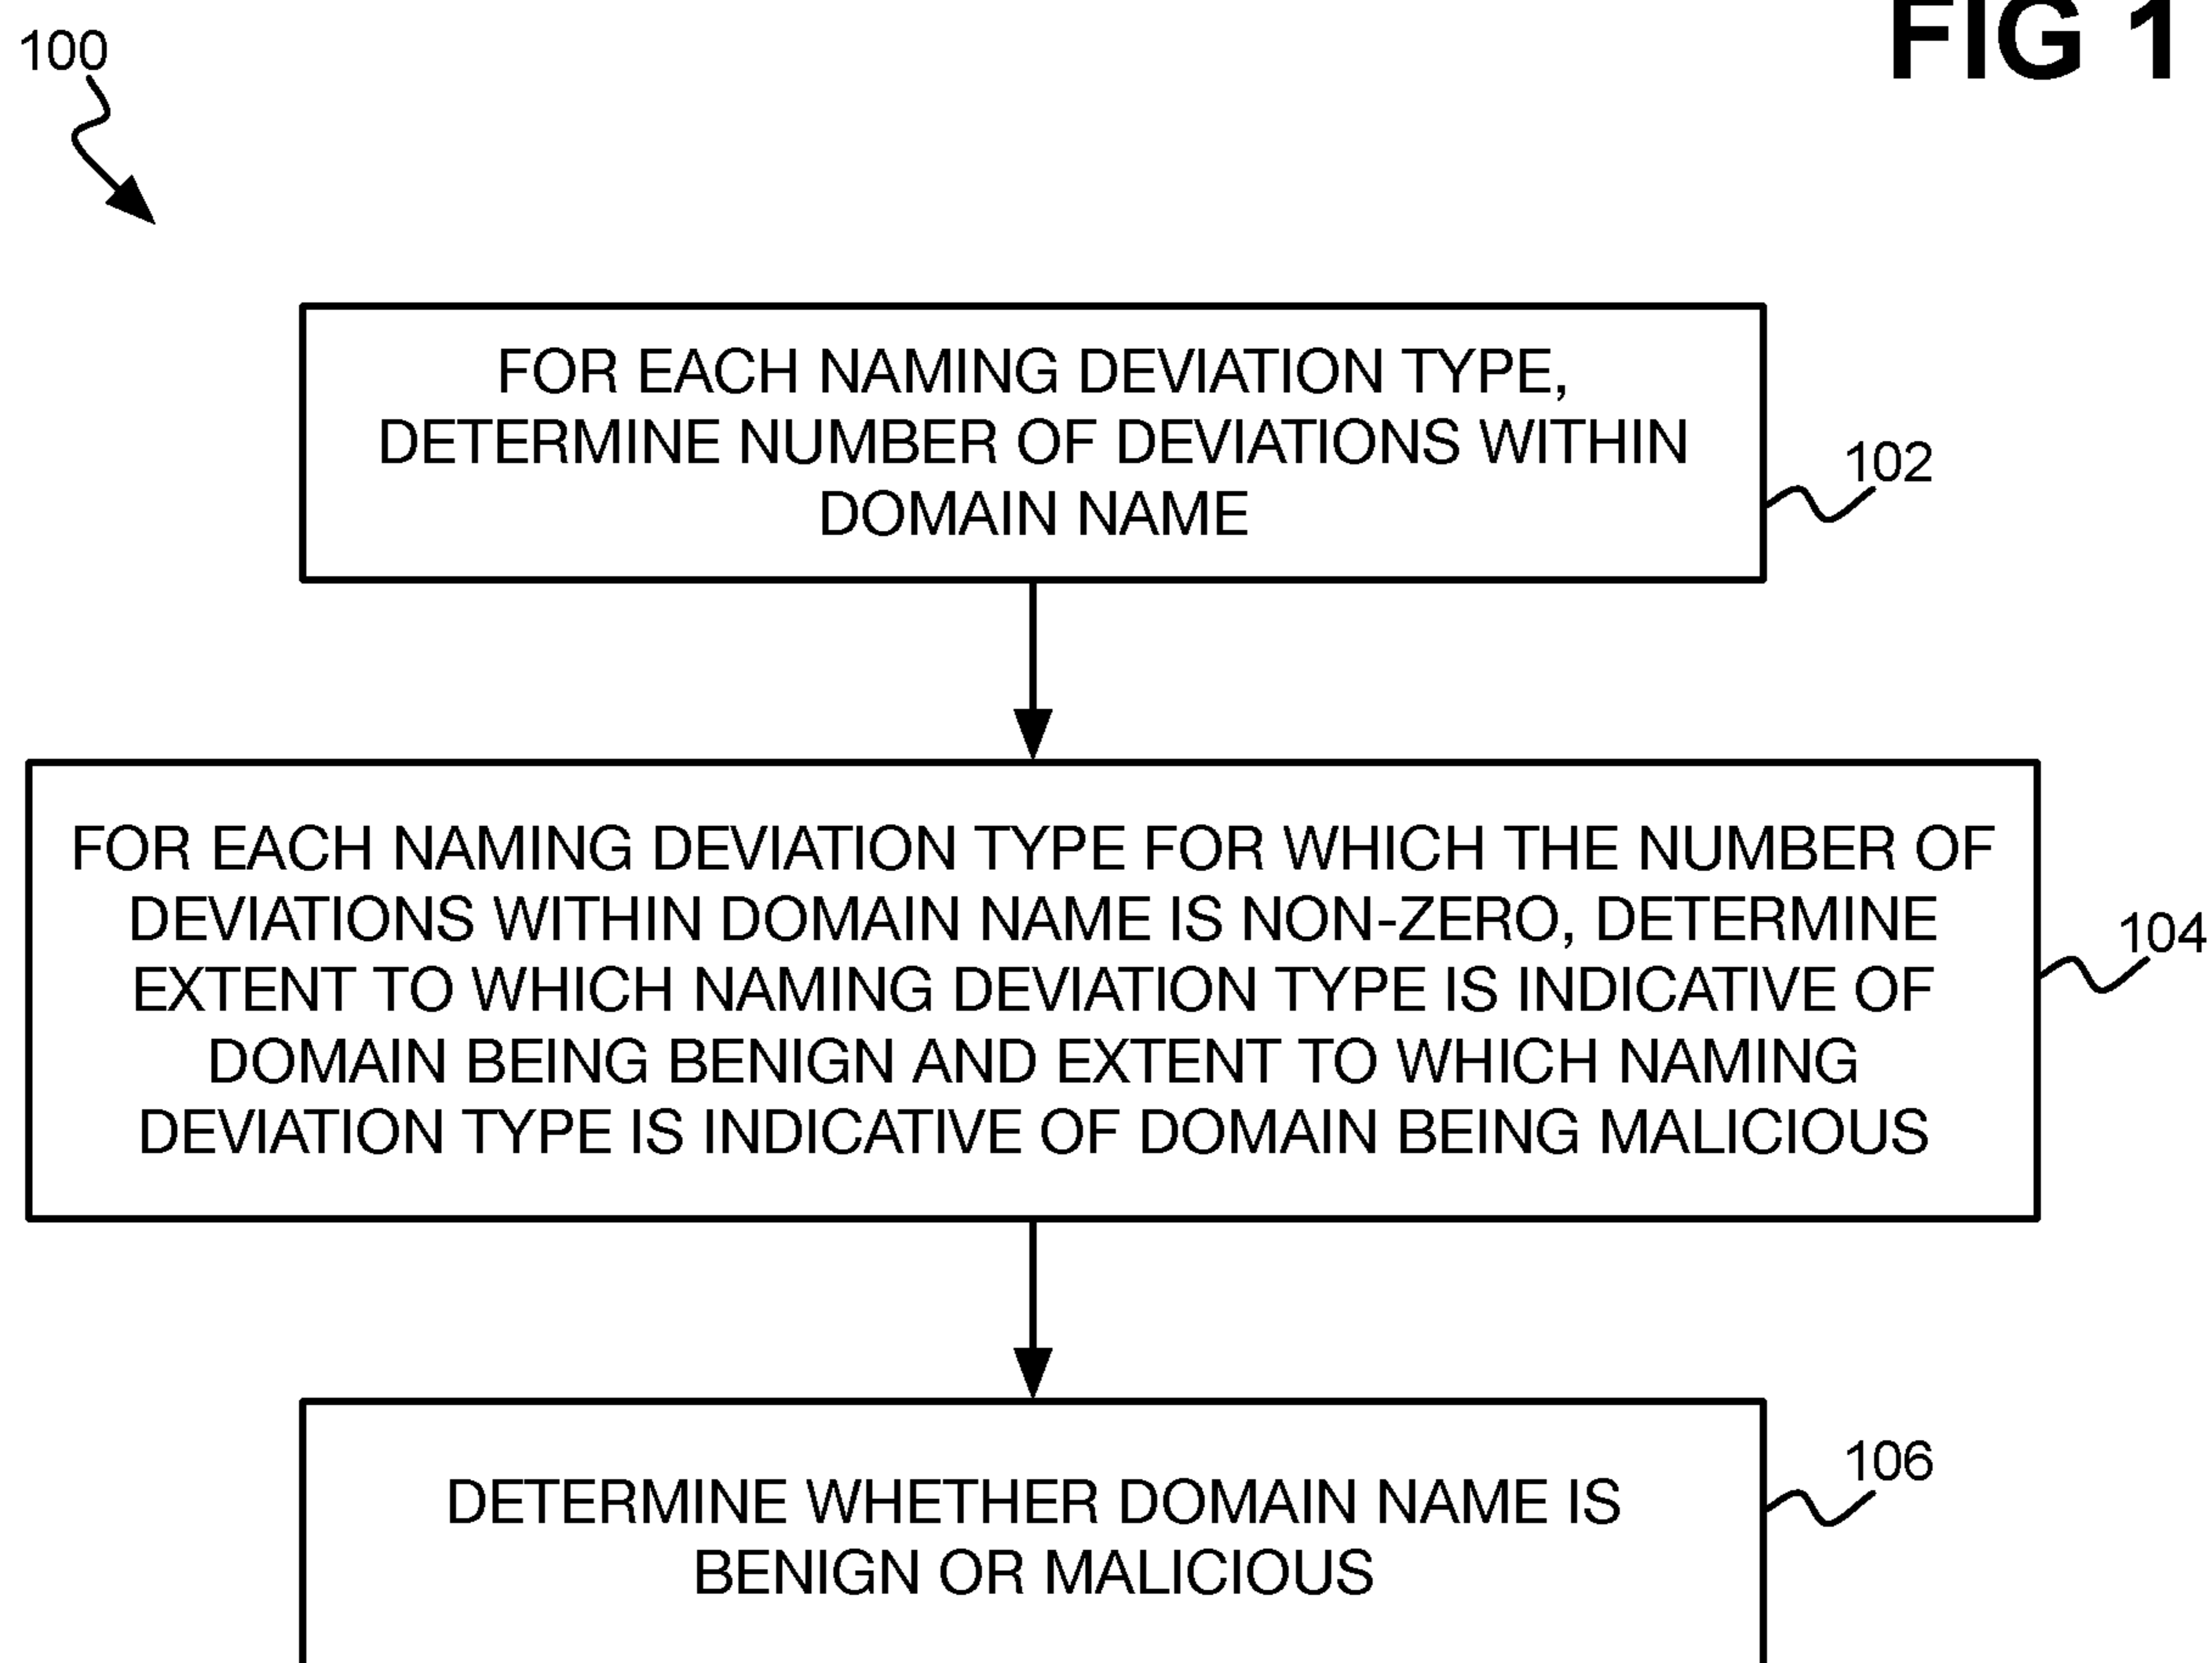 FIG 1
100
FOR EACH NAMING DEVIATION TYPE,
DETERMINE NUMBER OF DEVIATIONS WITHIN
DOMAIN NAME
102
FOR EACH NAMING DEVIATION TYPE FOR WHICH THE NUMBER OF
DEVIATIONS WITHIN DOMAIN NAME IS NON-ZERO, DETERMINE
EXTENT TO WHICH NAMING DEVIATION TYPE IS INDICATIVE OF
DOMAIN BEING BENIGN AND EXTENT TO WHICH NAMING
DEVIATION TYPE IS INDICATIVE OF DOMAIN BEING MALICIOUS
104
DETERMINE WHETHER DOMAIN NAME IS
BENIGN OR MALICIOUS
106